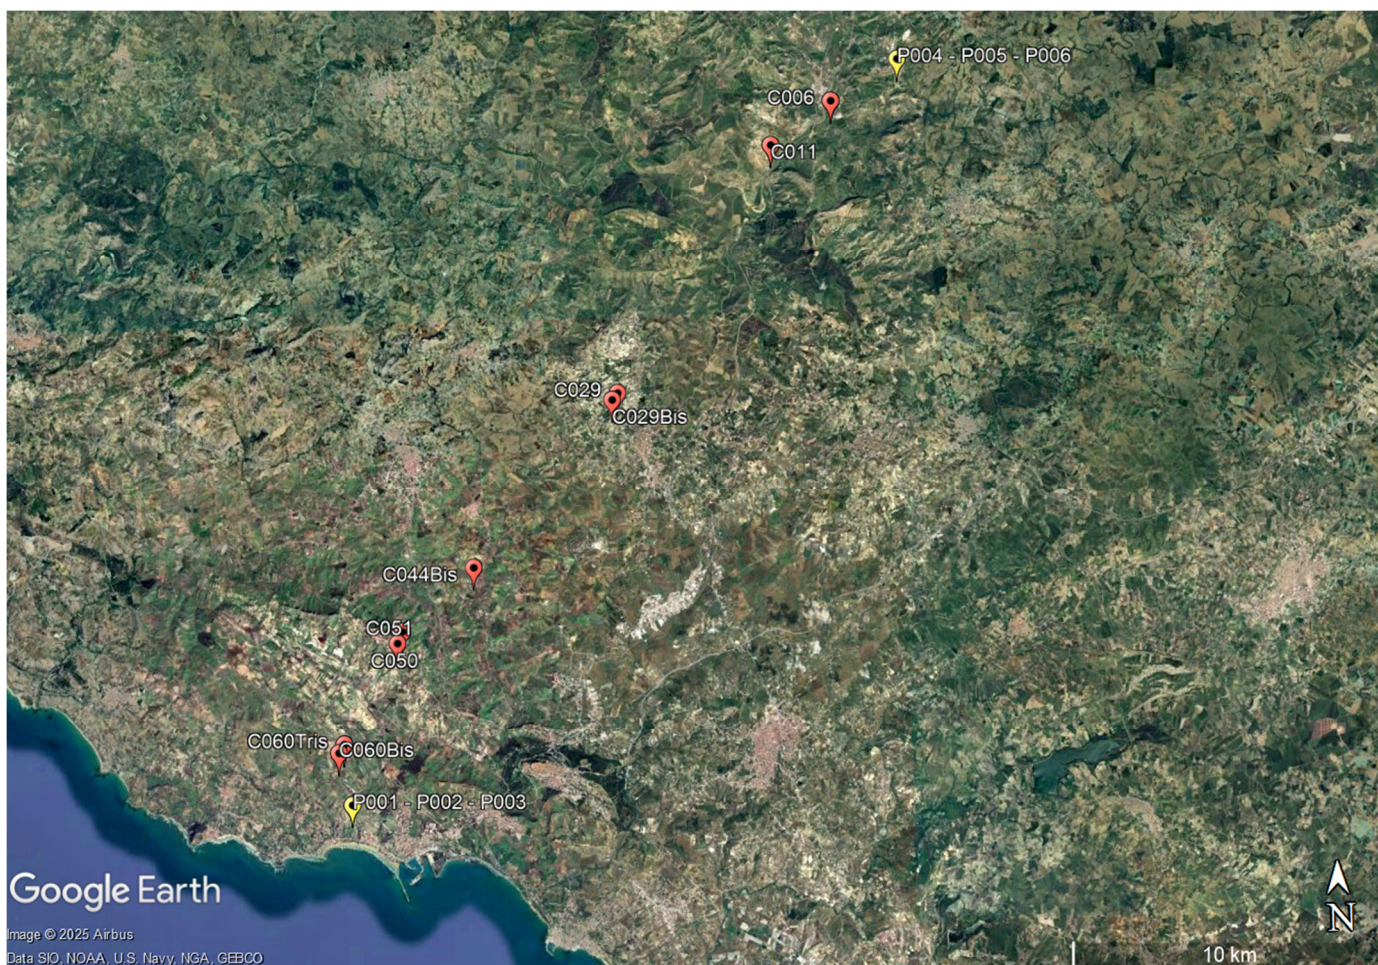 P004 - P005 - P006
C006
C011
C029
C029Bis
C044Bis
C051
C050
C060Tris
C060Bis
P001 - P002 - P003
Google Earth
N
Image © 2025 Airbus
Data SIO, NOAA, U.S. Navy, NGA, GEBCO
10 km